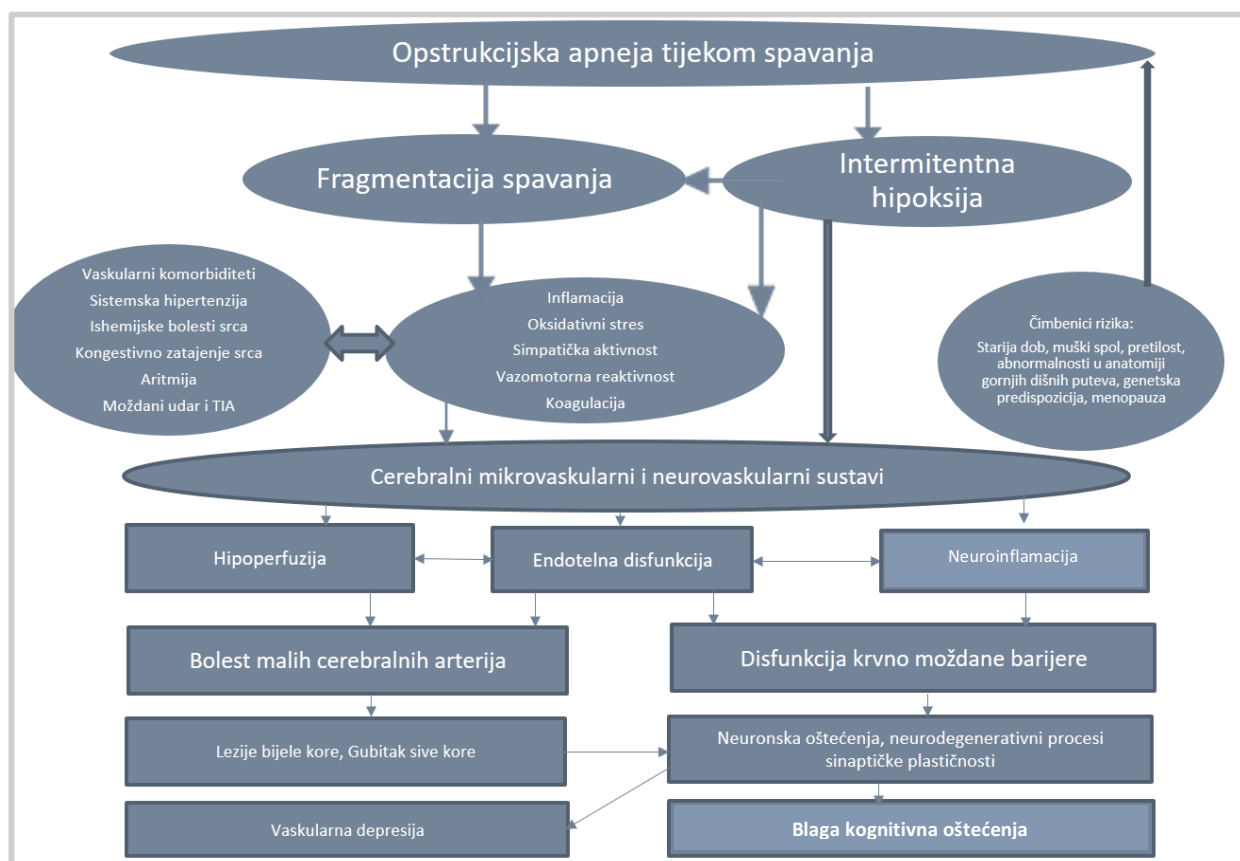 Opstrukcijska apneja tijekom spavanja
Fragmentacija spavanja
Intermitentna
hipoksija
Vaskularni komorbiditeti
Sistemska hipertenzija
Ishemijske bolesti srca
Kongestivno zatajenje srca
Aritmija
Moždani udar i TIA
Inflamacija
Oksidativni stres
Simpatička aktivnost
Vazomotorna reaktivnost
Koagulacija
Čimbenici rizika:
Starija dob, muški spol, pretilost,
abnormalnosti u anatomiji
gornjih dišnih puteva, genetska
predispozicija, menopauza
Cerebralni mikrovaskularni i neurovaskularni sustavi
Hipoperfuzija
Endotelna disfunkcija
Neuroinflamacija
Bolest malih cerebralnih arterija
Disfunkcija krvno moždane barijere
Lezije bijele kore, Gubitak sive kore
Neuronska oštećenja, neurodegenerativni procesi
sinaptičke plastičnosti
Vaskularna depresija
Blaga kognitivna oštećenja